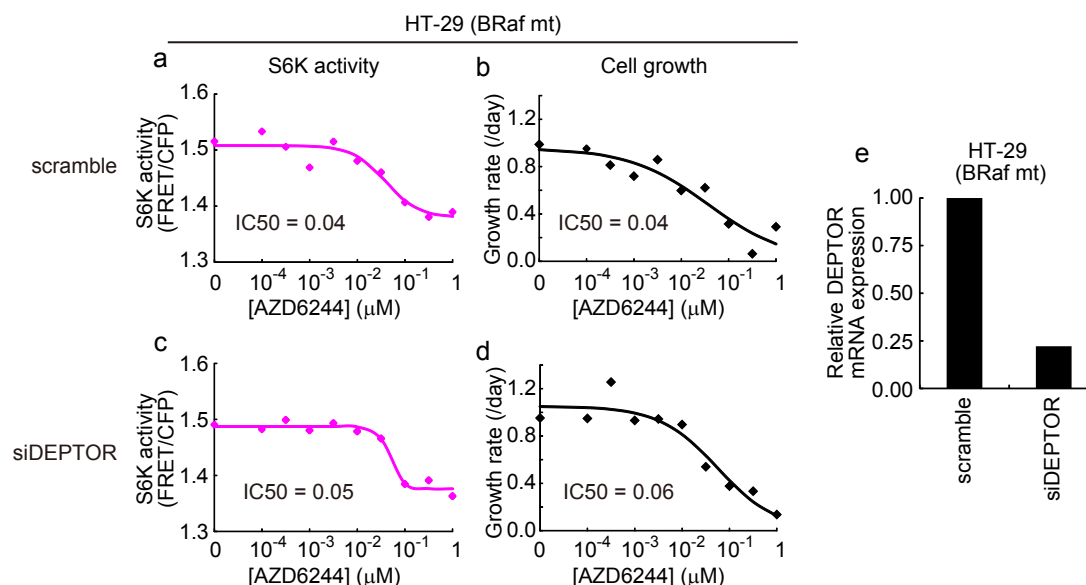 HT-29 (BRaf mt)
a
S6K activity
b
Cell growth
scramble
S6K activity
(FRET/CFP)
1.6
1.5
1.4
1.3
IC50 = 0.04
0 10⁻⁴ 10⁻³ 10⁻² 10⁻¹ 1
[AZD6244] (μM)
Growth rate (/day)
1.2
0.8
0.4
0.0
IC50 = 0.04
0 10⁻⁴ 10⁻³ 10⁻² 10⁻¹ 1
[AZD6244] (μM)
c
siDEPTOR
S6K activity
(FRET/CFP)
1.6
1.5
1.4
1.3
IC50 = 0.05
0 10⁻⁴ 10⁻³ 10⁻² 10⁻¹ 1
[AZD6244] (μM)
d
Growth rate (/day)
1.2
0.8
0.4
0.0
IC50 = 0.06
0 10⁻⁴ 10⁻³ 10⁻² 10⁻¹ 1
[AZD6244] (μM)
e
HT-29
(BRaf mt)
Relative DEPTOR
mRNA expression
1.00
0.75
0.50
0.25
0.00
scramble
siDEPTOR